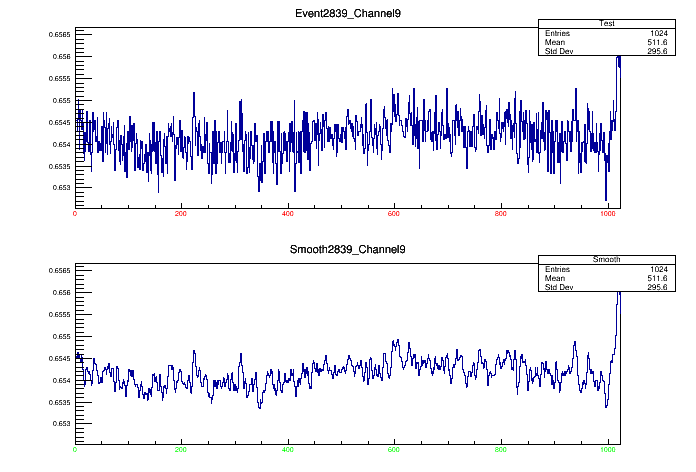 Event2839_Channel9
Test
Entries 1024
Mean 511.6
Std Dev 295.6
0.6565
0.656
0.6555
0.655
0.6545
0.654
0.6535
0.653
0 200 400 600 800 1000
Smooth2839_Channel9
Smooth
Entries 1024
Mean 511.6
Std Dev 295.6
0.6565
0.656
0.6555
0.655
0.6545
0.654
0.6535
0.653
0 200 400 600 800 1000